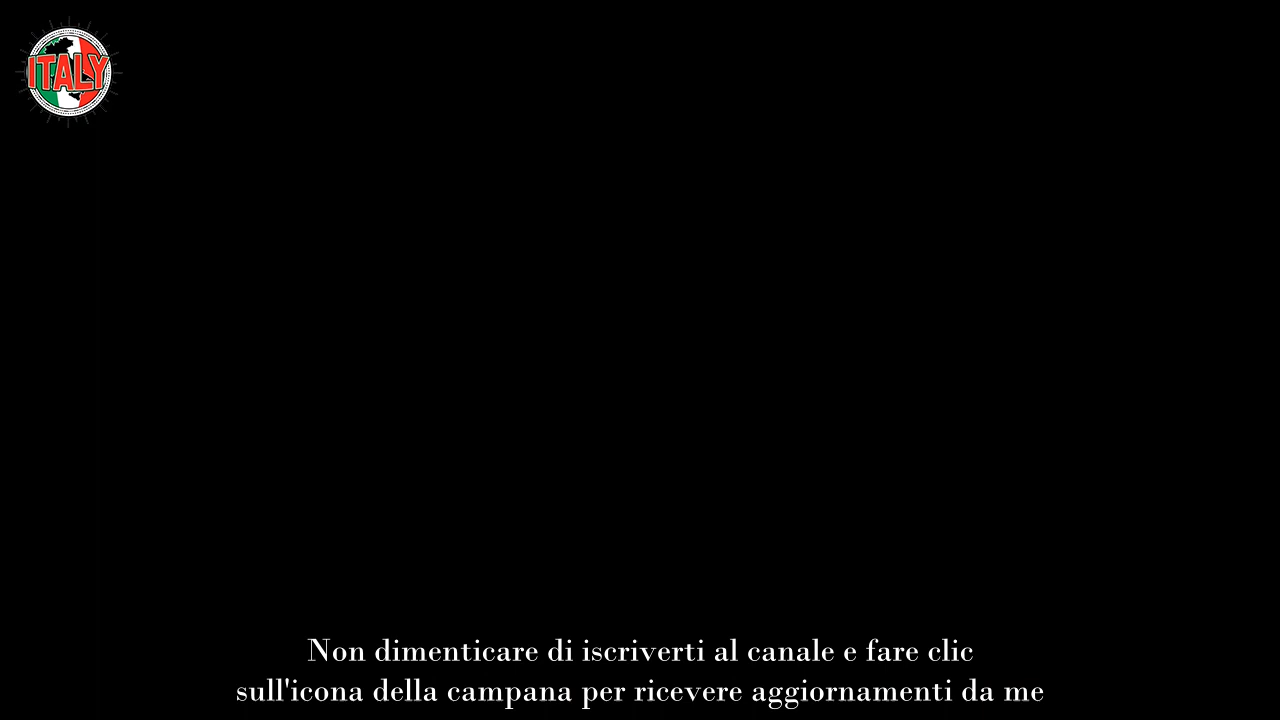 ITALY
Non dimenticare di iscriverti al canale e fare clic
sull'icona della campana per ricevere aggiornamenti da me